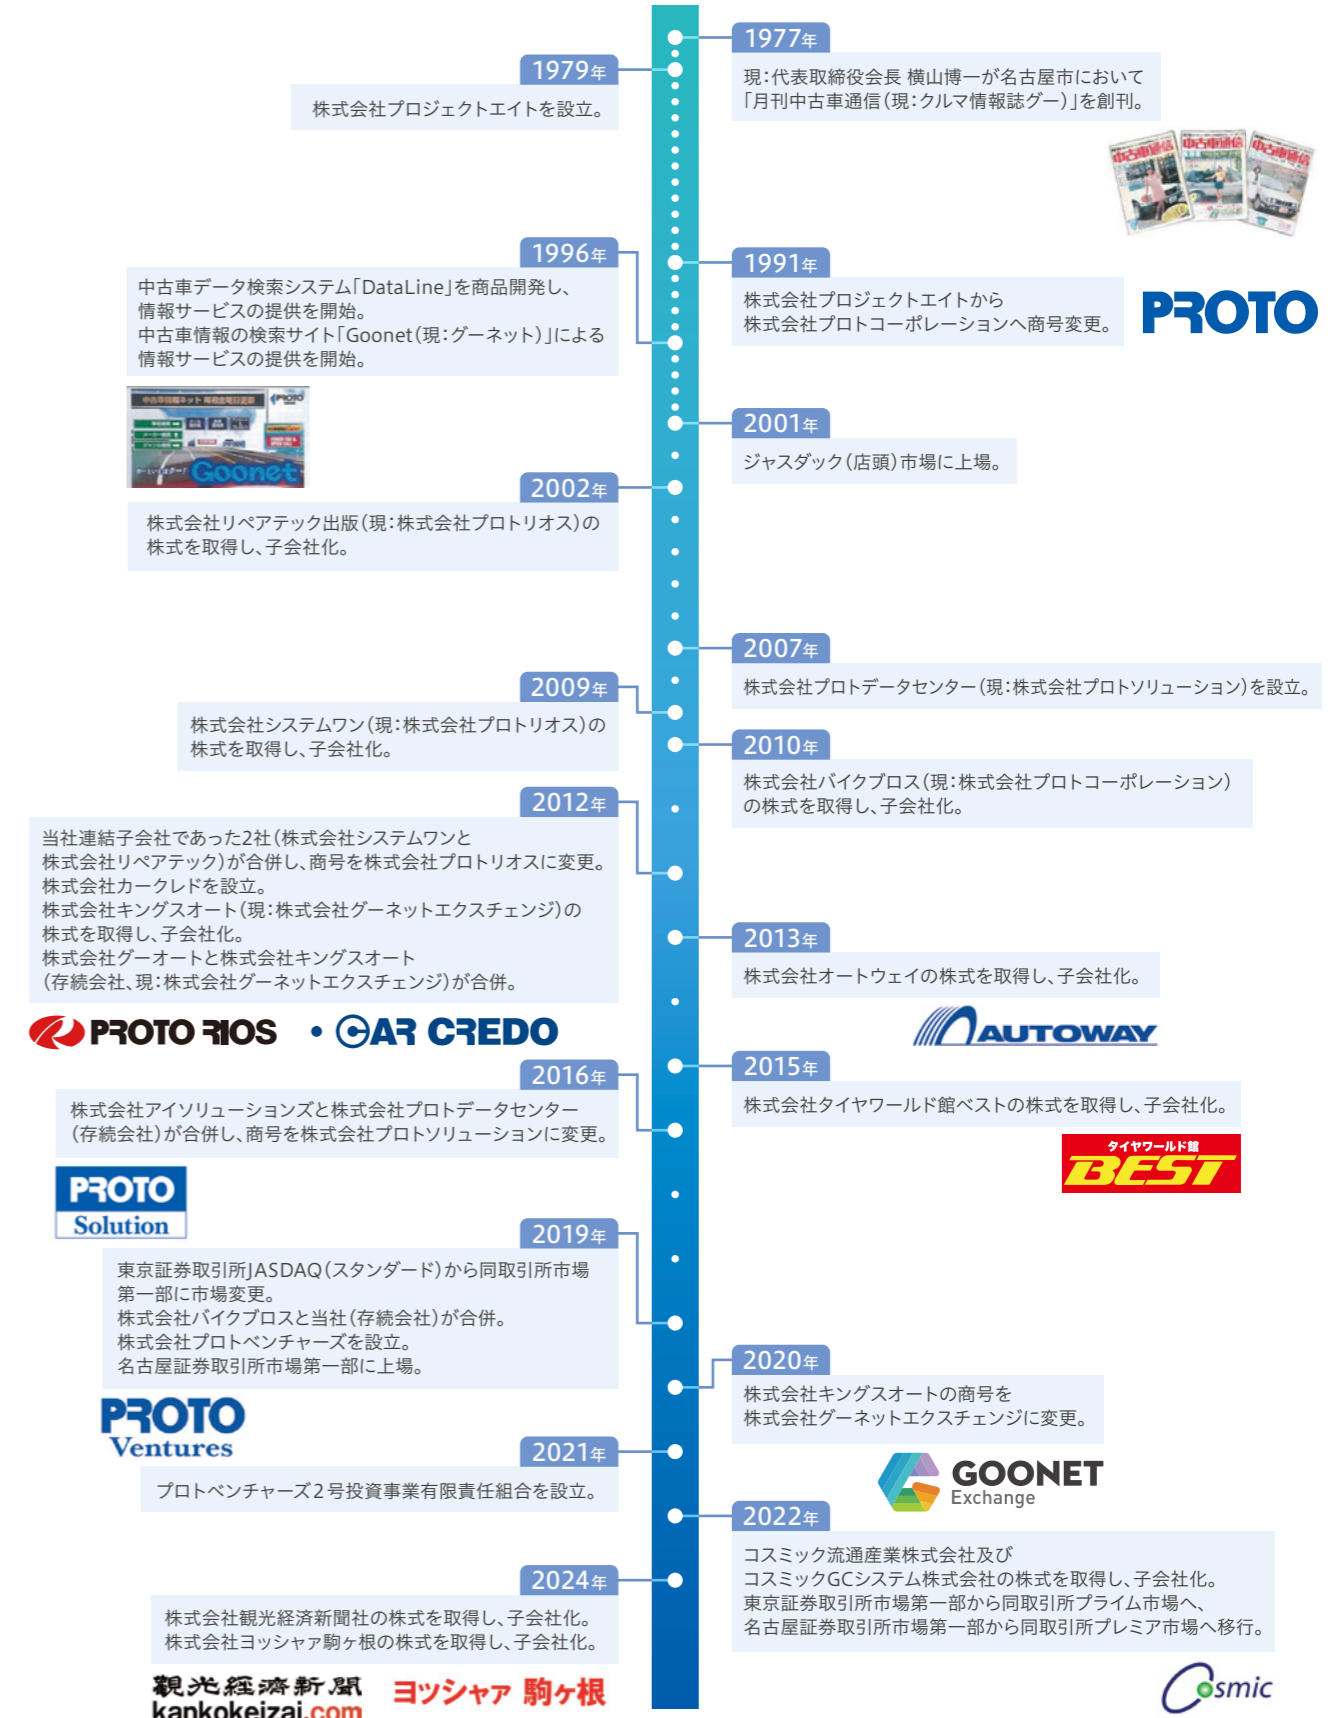 1977年
現：代表取締役会長 横山博一が名古屋市において
「月刊中古車通信（現：クルマ情報誌グー）」を創刊。
中古車通信
中古車通信
中古車通信
1979年
株式会社プロジェクトエイトを設立。
1991年
株式会社プロジェクトエイトから
株式会社プロトコーポレーションへ商号変更。
PROTO
1996年
中古車データ検索システム「DataLine」を商品開発し、
情報サービスの提供を開始。
中古車情報の検索サイト「Goonet（現：グーネット）」による
情報サービスの提供を開始。
中古車情報ネット 毎週金曜日更新
PROTO
Goonet
2001年
ジャスダック（店頭）市場に上場。
2002年
株式会社リペアテック出版（現：株式会社プロトリオス）の
株式を取得し、子会社化。
2007年
株式会社プロトデータセンター（現：株式会社プロトソリューション）を設立。
2009年
株式会社システムワン（現：株式会社プロトリオス）の
株式を取得し、子会社化。
2010年
株式会社バイクブロス（現：株式会社プロトコーポレーション）
の株式を取得し、子会社化。
2012年
当社連結子会社であった2社（株式会社システムワンと
株式会社リペアテック）が合併し、商号を株式会社プロトリオスに変更。
株式会社カークレドを設立。
株式会社キングスオート（現：株式会社グーネットエクスチェンジ）の
株式を取得し、子会社化。
株式会社グーオートと株式会社キングスオート
（存続会社、現：株式会社グーネットエクスチェンジ）が合併。
PROTO RIOS ・ CAR CREDO
2013年
株式会社オートウェイの株式を取得し、子会社化。
AUTOWAY
2015年
株式会社タイヤワールド館ベストの株式を取得し、子会社化。
タイヤワールド館
BEST
2016年
株式会社アイソリューションズと株式会社プロトデータセンター
（存続会社）が合併し、商号を株式会社プロトソリューションに変更。
PROTO
Solution
2019年
東京証券取引所JASDAQ（スタンダード）から同取引所市場
第一部に市場変更。
株式会社バイクブロスと当社（存続会社）が合併。
株式会社プロトベンチャーズを設立。
名古屋証券取引所市場第一部に上場。
PROTO
Ventures
2020年
株式会社キングスオートの商号を
株式会社グーネットエクスチェンジに変更。
GOONET
Exchange
2021年
プロトベンチャーズ２号投資事業有限責任組合を設立。
2022年
コスミック流通産業株式会社及び
コスミックGCシステム株式会社の株式を取得し、子会社化。
東京証券取引所市場第一部から同取引所プライム市場へ、
名古屋証券取引所市場第一部から同取引所プレミア市場へ移行。
Cosmic
2024年
株式会社観光経済新聞社の株式を取得し、子会社化。
株式会社ヨッシャァ駒ヶ根の株式を取得し、子会社化。
観光経済新聞
kankokeizai.com
ヨッシャァ 駒ヶ根